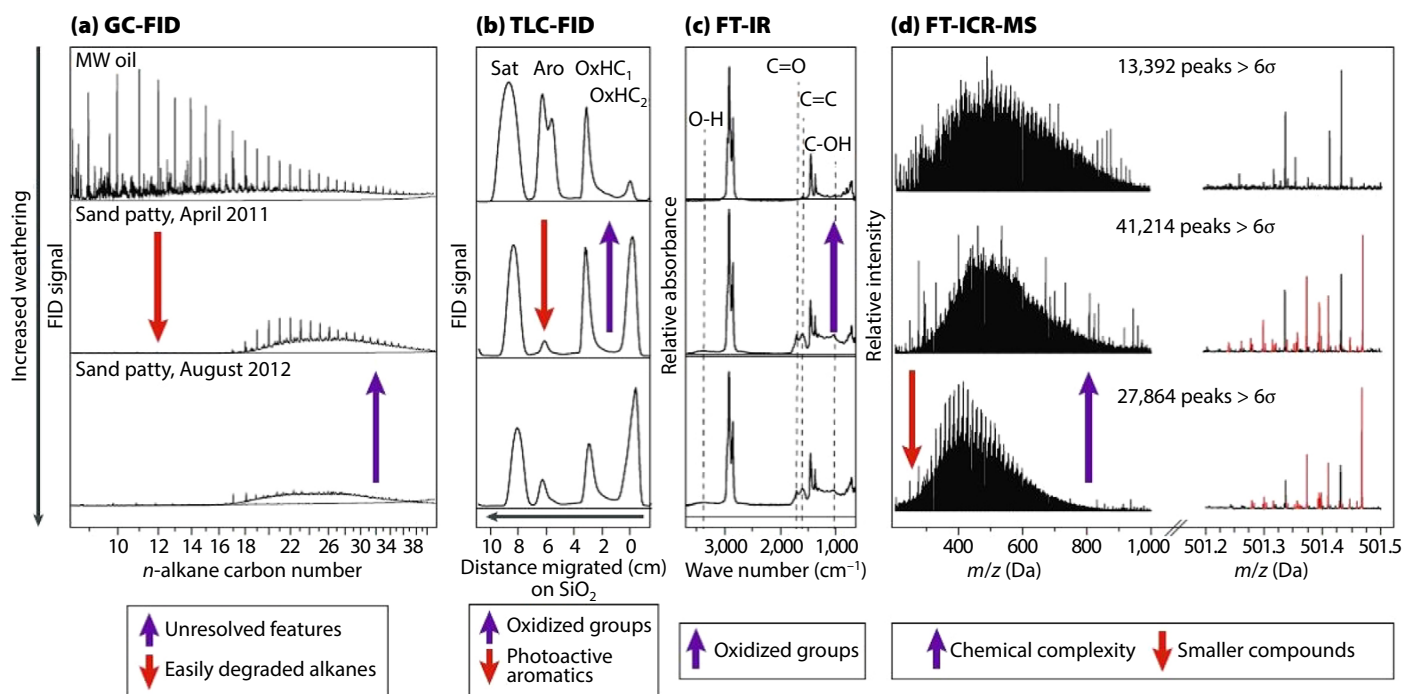 (a) GC-FID
(b) TLC-FID
(c) FT-IR
(d) FT-ICR-MS
Increased weathering
FID signal
MW oil
Sand patty, April 2011
Sand patty, August 2012
10 12 14 16 18 22 28 34 38
n-alkane carbon number
FID signal
Sat Aro OxHC₁
OxHC₂
10 8 6 4 2 0
Distance migrated (cm)
on SiO₂
Relative absorbance
C=O
C=C
O-H
C-OH
3,000 2,000 1,000
Wave number (cm⁻¹)
Relative intensity
13,392 peaks > 6σ
41,214 peaks > 6σ
27,864 peaks > 6σ
400 600 800 1,000
m/z (Da)
501.2 501.3 501.4 501.5
m/z (Da)
Unresolved features
Easily degraded alkanes
Oxidized groups
Photoactive
aromatics
Oxidized groups
Chemical complexity
Smaller compounds